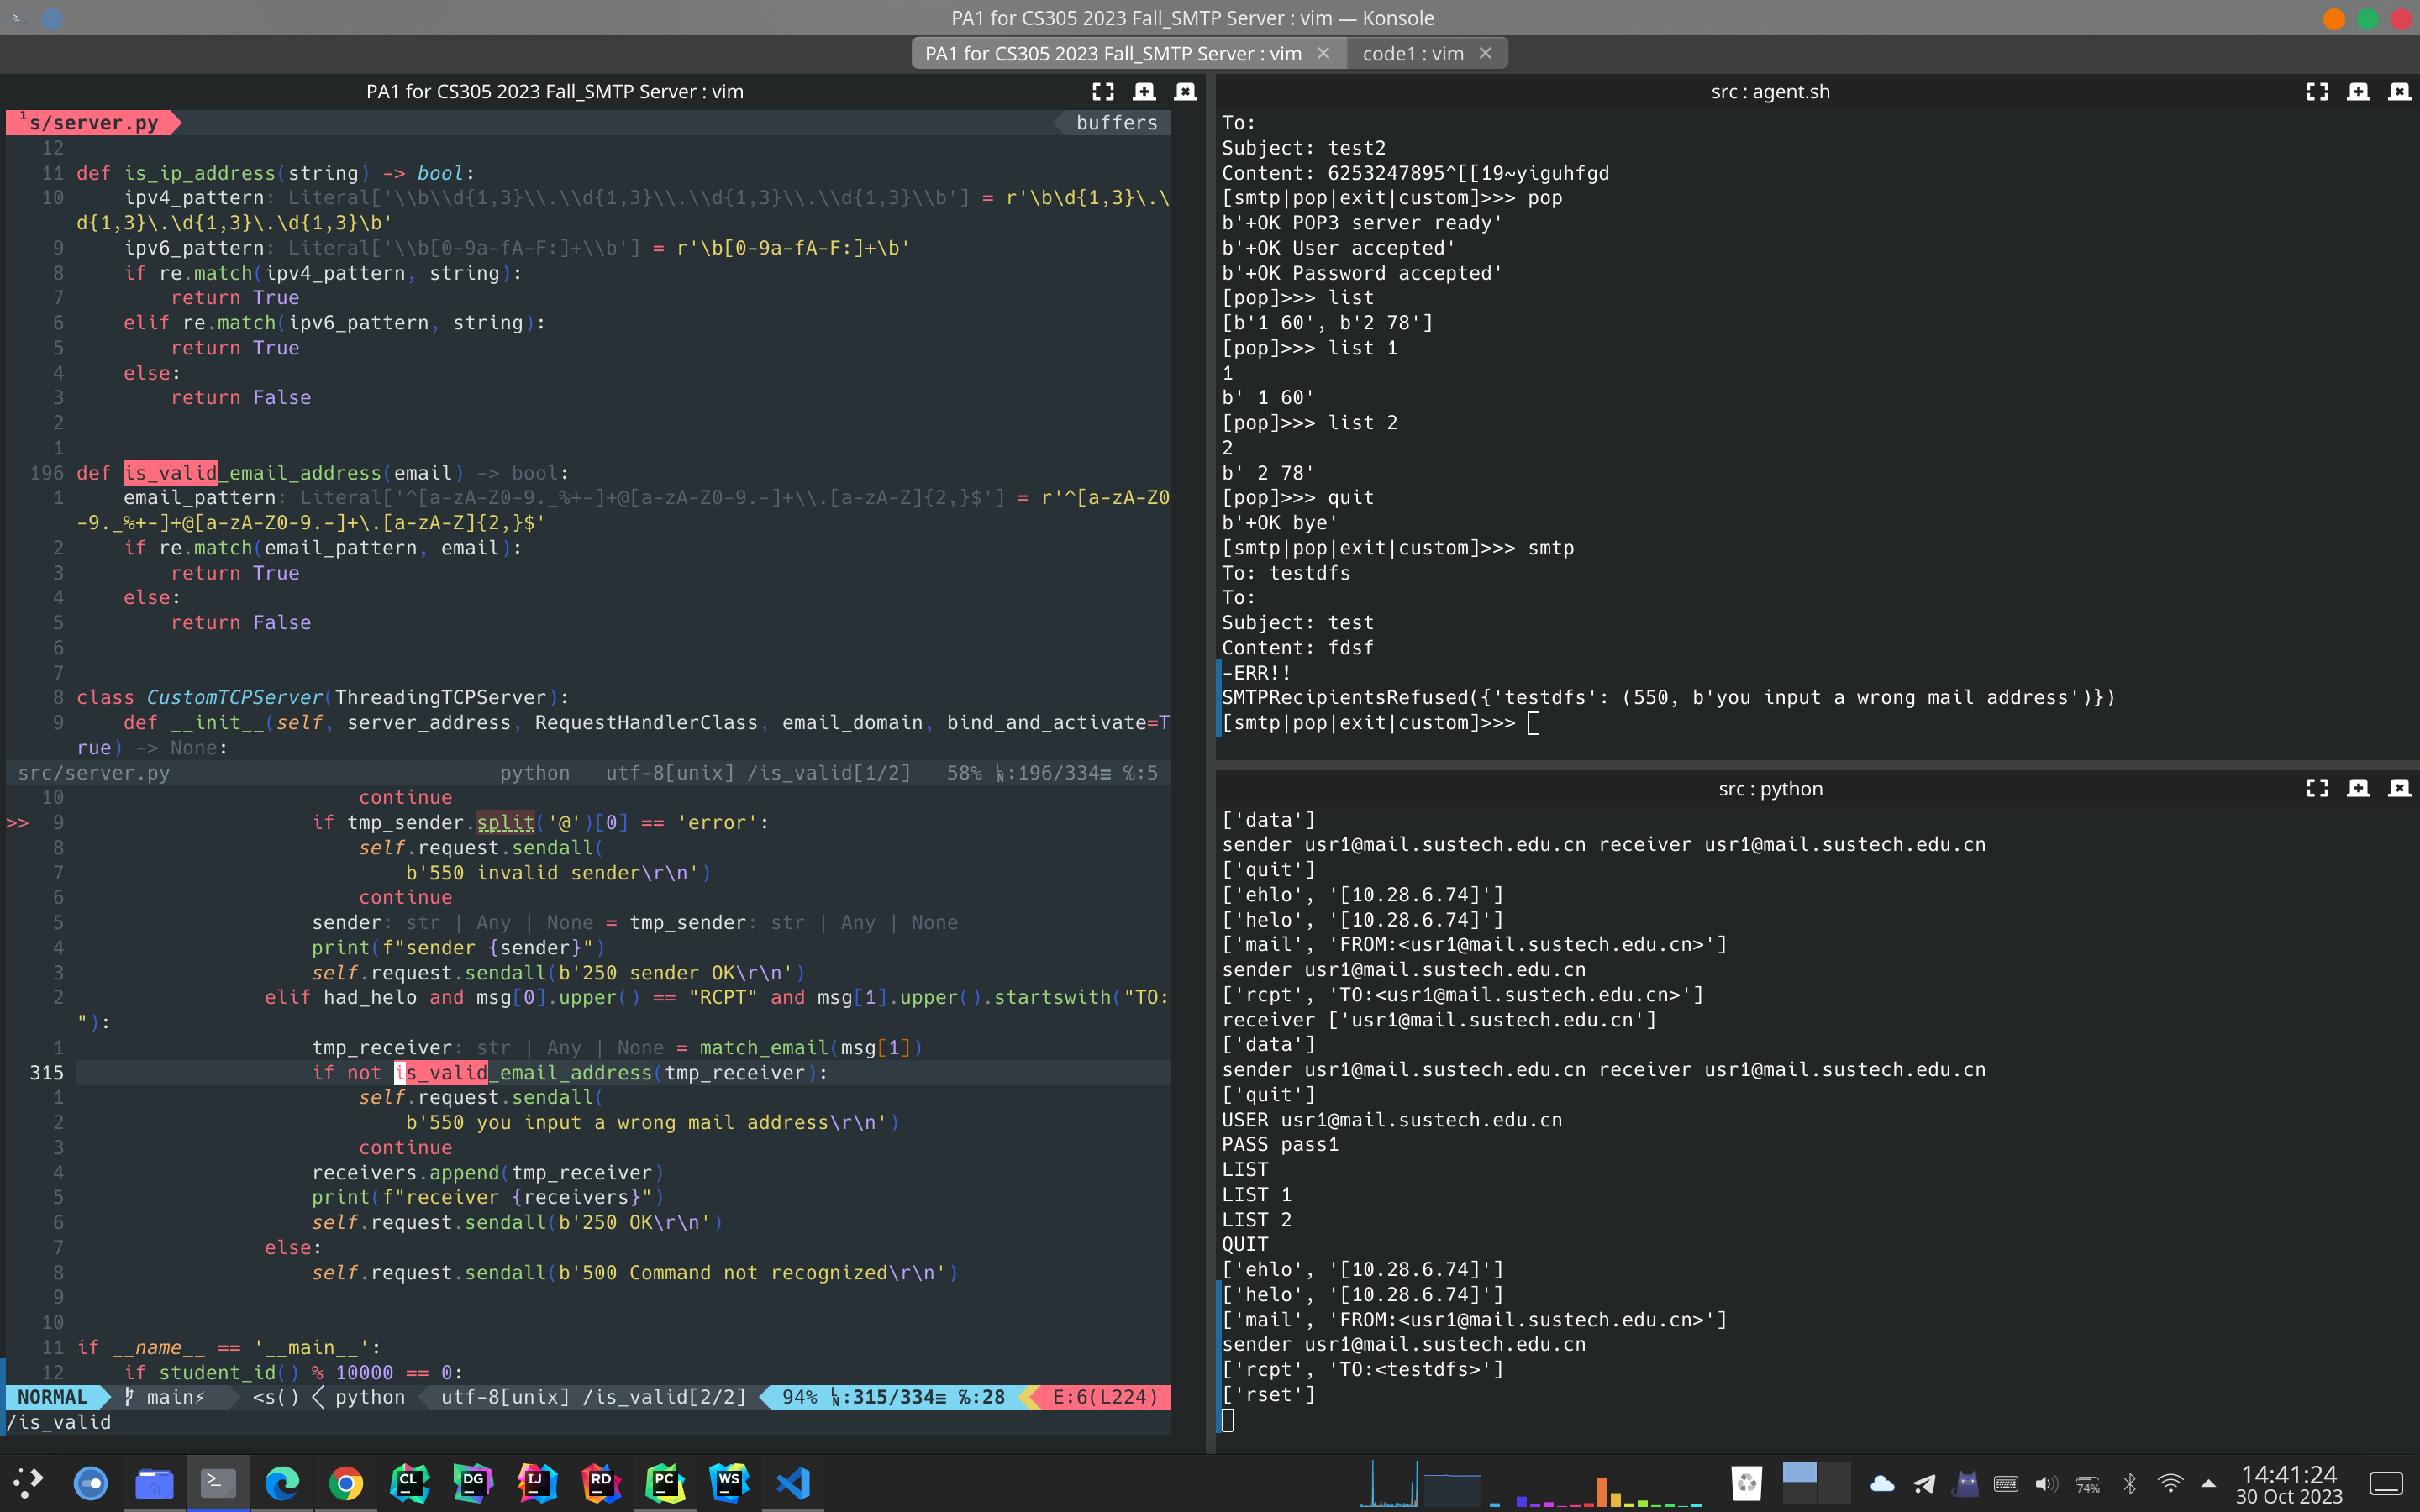 PA1 for CS305 2023 Fall_SMTP Server : vim — Konsole
PA1 for CS305 2023 Fall_SMTP Server : vim
code1 : vim
PA1 for CS305 2023 Fall_SMTP Server : vim
1 s/server.py buffers
12
11 def is_ip_address(string) -> bool:
10     ipv4_pattern: Literal['\\b\\d{1,3}\\.\\d{1,3}\\.\\d{1,3}\\.\\d{1,3}\\b'] = r'\b\d{1,3}\.\
d{1,3}\.\d{1,3}\.\d{1,3}\b'
9     ipv6_pattern: Literal['\\b[0-9a-fA-F:]+\\b'] = r'\b[0-9a-fA-F:]+\b'
8     if re.match(ipv4_pattern, string):
7         return True
6     elif re.match(ipv6_pattern, string):
5         return True
4     else:
3         return False
2
1
196 def is_valid_email_address(email) -> bool:
1     email_pattern: Literal['^[a-zA-Z0-9._%+-]+@[a-zA-Z0-9.-]+\\.[a-zA-Z]{2,}$'] = r'^[a-zA-Z0
-9._%+-]+@[a-zA-Z0-9.-]+\.[a-zA-Z]{2,}$'
2     if re.match(email_pattern, email):
3         return True
4     else:
5         return False
6
7
8 class CustomTCPServer(ThreadingTCPServer):
9     def __init__(self, server_address, RequestHandlerClass, email_domain, bind_and_activate=T
rue) -> None:
src/server.py python utf-8[unix] /is_valid[1/2] 58% :196/334≡ ℅:5
10                         continue
>> 9                     if tmp_sender.split('@')[0] == 'error':
8                         self.request.sendall(
7                             b'550 invalid sender\r\n')
6                         continue
5                     sender: str | Any | None = tmp_sender: str | Any | None
4                     print(f"sender {sender}")
3                     self.request.sendall(b'250 sender OK\r\n')
2                 elif had_helo and msg[0].upper() == "RCPT" and msg[1].upper().startswith("TO:
"):
1                     tmp_receiver: str | Any | None = match_email(msg[1])
315                     if not is_valid_email_address(tmp_receiver):
1                         self.request.sendall(
2                             b'550 you input a wrong mail address\r\n')
3                         continue
4                     receivers.append(tmp_receiver)
5                     print(f"receiver {receivers}")
6                     self.request.sendall(b'250 OK\r\n')
7                 else:
8                     self.request.sendall(b'500 Command not recognized\r\n')
9
10
11 if __name__ == '__main__':
12     if student_id() % 10000 == 0:
NORMAL main⚡ <s() python utf-8[unix] /is_valid[2/2] 94% :315/334≡ ℅:28 E:6(L224)
/is_valid
src : agent.sh
To:
Subject: test2
Content: 6253247895^[[19~yiguhfgd
[smtp|pop|exit|custom]>>> pop
b'+OK POP3 server ready'
b'+OK User accepted'
b'+OK Password accepted'
[pop]>>> list
[b'1 60', b'2 78']
[pop]>>> list 1
1
b' 1 60'
[pop]>>> list 2
2
b' 2 78'
[pop]>>> quit
b'+OK bye'
[smtp|pop|exit|custom]>>> smtp
To: testdfs
To:
Subject: test
Content: fdsf
-ERR!!
SMTPRecipientsRefused({'testdfs': (550, b'you input a wrong mail address')})
[smtp|pop|exit|custom]>>>
src : python
['data']
sender usr1@mail.sustech.edu.cn receiver usr1@mail.sustech.edu.cn
['quit']
['ehlo', '[10.28.6.74]']
['helo', '[10.28.6.74]']
['mail', 'FROM:<usr1@mail.sustech.edu.cn>']
sender usr1@mail.sustech.edu.cn
['rcpt', 'TO:<usr1@mail.sustech.edu.cn>']
receiver ['usr1@mail.sustech.edu.cn']
['data']
sender usr1@mail.sustech.edu.cn receiver usr1@mail.sustech.edu.cn
['quit']
USER usr1@mail.sustech.edu.cn
PASS pass1
LIST
LIST 1
LIST 2
QUIT
['ehlo', '[10.28.6.74]']
['helo', '[10.28.6.74]']
['mail', 'FROM:<usr1@mail.sustech.edu.cn>']
sender usr1@mail.sustech.edu.cn
['rcpt', 'TO:<testdfs>']
['rset']
CL DG IJ RD PC WS
74%
14:41:24
30 Oct 2023